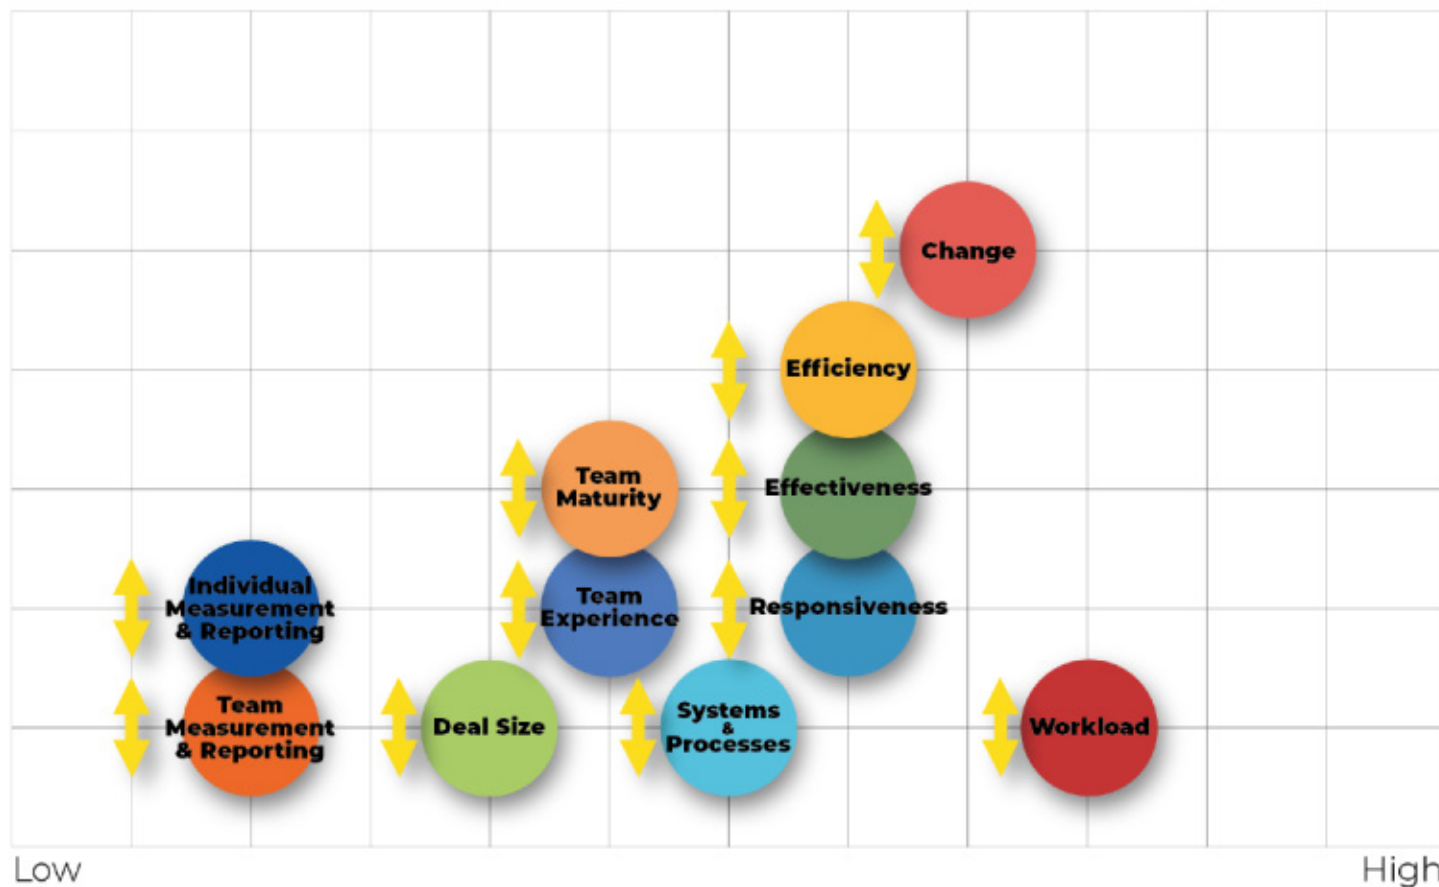 Change
Efficiency
Team
Maturity
Effectiveness
Individual
Measurement
& Reporting
Team
Experience
Responsiveness
Team
Measurement
& Reporting
Deal Size
Systems
&
Processes
Workload
Low
High